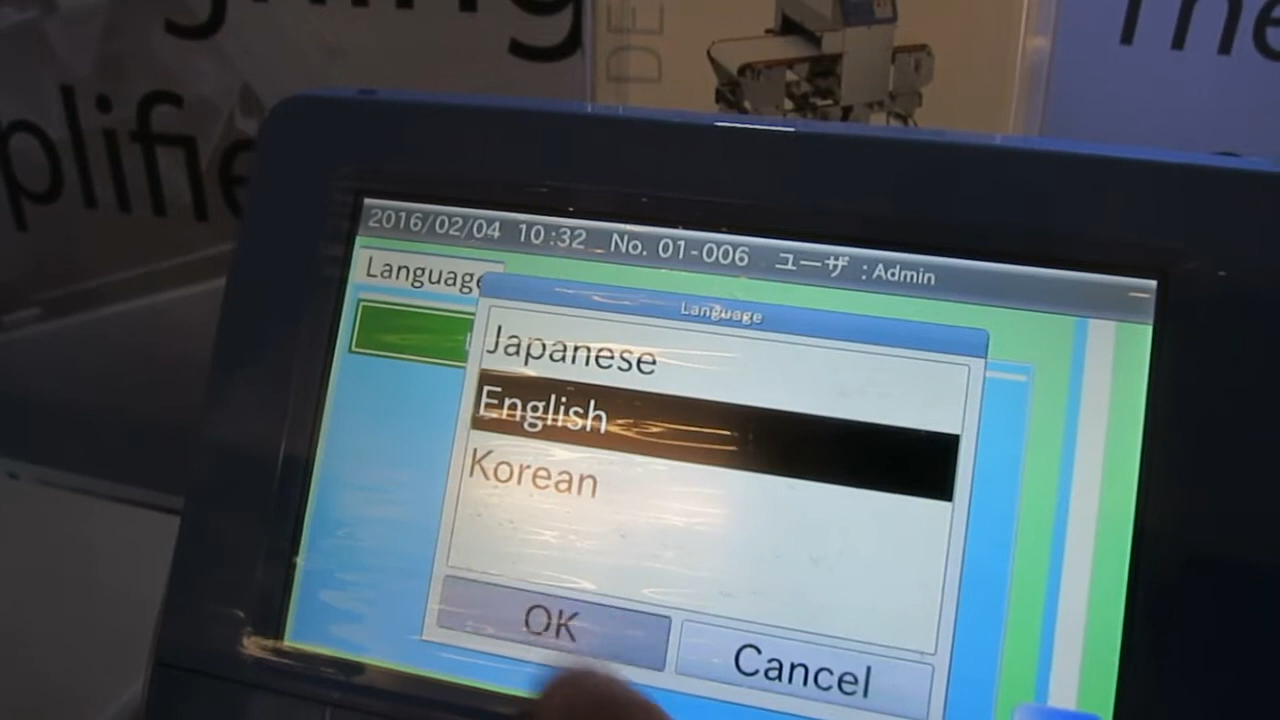 DE
The
plifie
2016/02/04 10:32 No. 01-006 ユーザ :Admin
Language
Language
Japanese
English
Korean
OK
Cancel